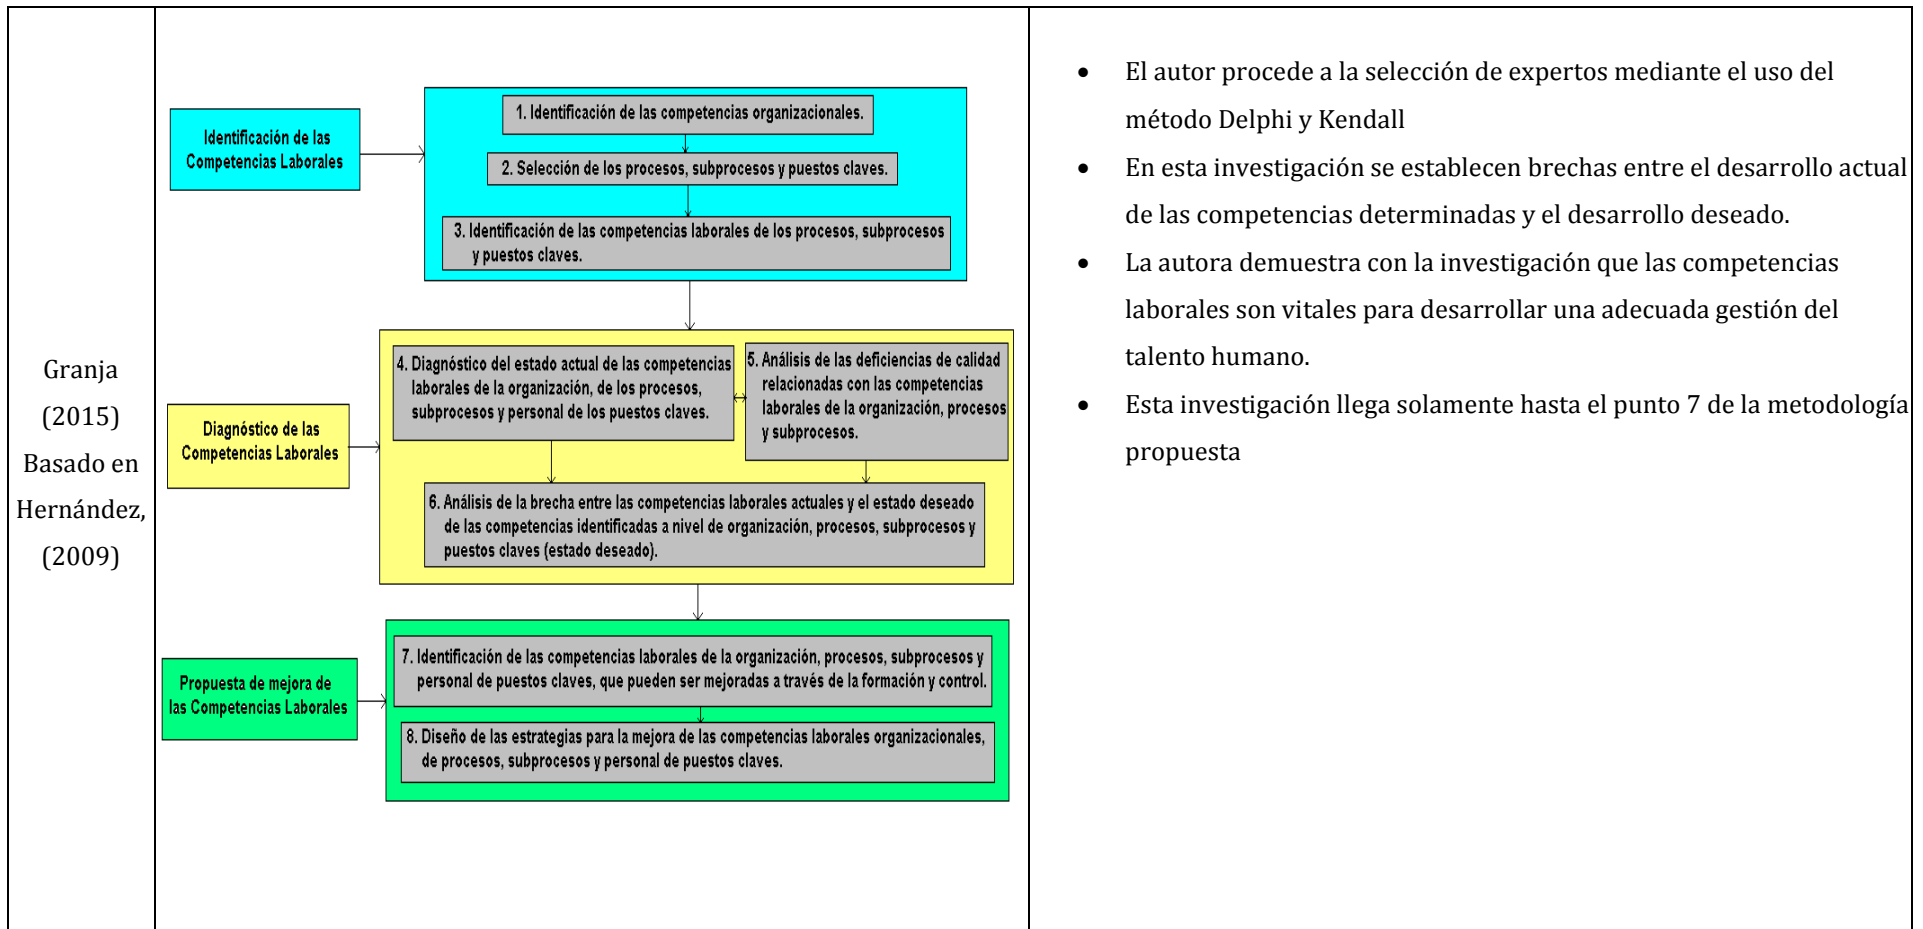 Granja
(2015)
Basado en
Hernández,
(2009)
Identificación de las
Competencias Laborales
1. Identificación de las competencias organizacionales.
2. Selección de los procesos, subprocesos y puestos claves.
3. Identificación de las competencias laborales de los procesos, subprocesos
y puestos claves.
Diagnóstico de las
Competencias Laborales
4. Diagnóstico del estado actual de las competencias
laborales de la organización, de los procesos,
subprocesos y personal de los puestos claves.
5. Análisis de las deficiencias de calidad
relacionadas con las competencias
laborales de la organización, procesos
y subprocesos.
6. Análisis de la brecha entre las competencias laborales actuales y el estado deseado
de las competencias identificadas a nivel de organización, procesos, subprocesos y
puestos claves (estado deseado).
Propuesta de mejora de
las Competencias Laborales
7. Identificación de las competencias laborales de la organización, procesos, subprocesos y
personal de puestos claves, que pueden ser mejoradas a través de la formación y control.
8. Diseño de las estrategias para la mejora de las competencias laborales organizacionales,
de procesos, subprocesos y personal de puestos claves.
• El autor procede a la selección de expertos mediante el uso del
método Delphi y Kendall
• En esta investigación se establecen brechas entre el desarrollo actual
de las competencias determinadas y el desarrollo deseado.
• La autora demuestra con la investigación que las competencias
laborales son vitales para desarrollar una adecuada gestión del
talento humano.
• Esta investigación llega solamente hasta el punto 7 de la metodología
propuesta